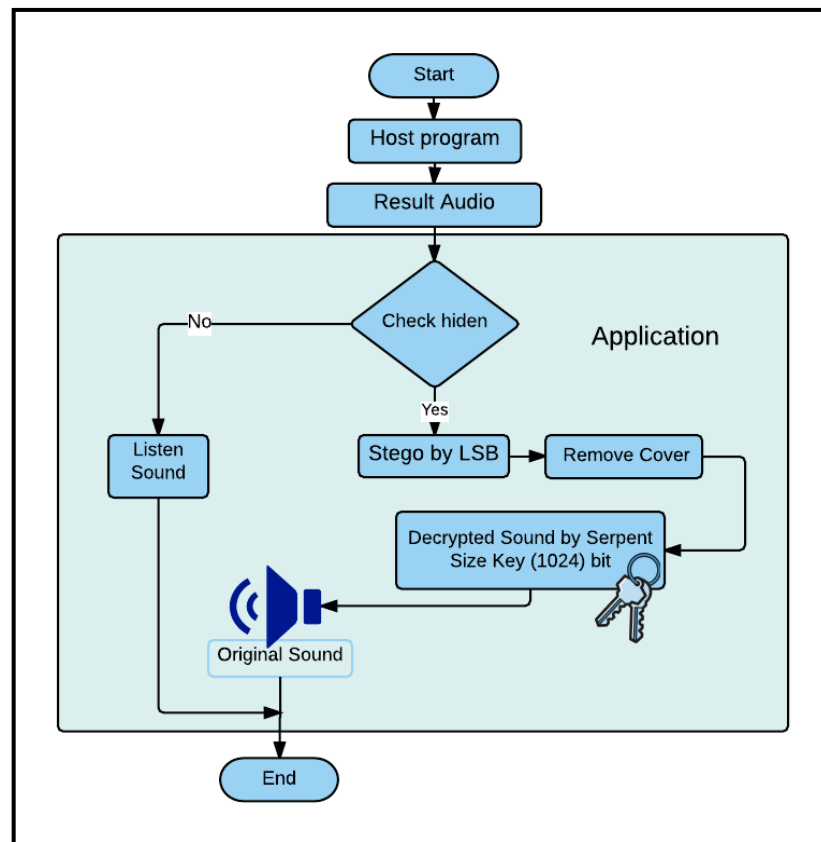 Start
Host program
Result Audio
Check hiden
Application
No
Yes
Listen
Sound
Stego by LSB
Remove Cover
Decrypted Sound by Serpent
Size Key (1024) bit
Original Sound
End